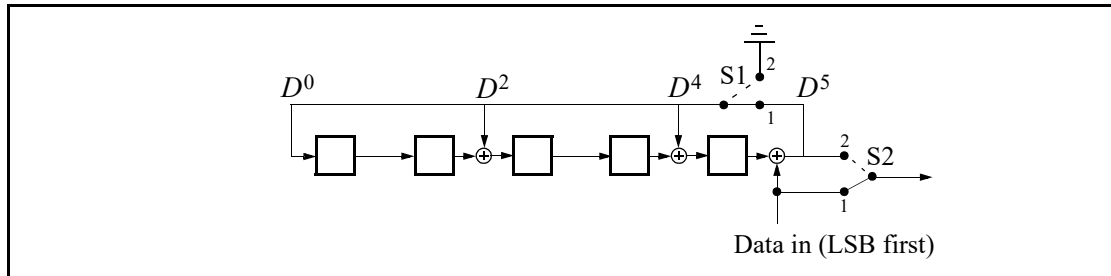 2
S1
D⁰ D² D⁴ D⁵
1
2
S2
1
Data in (LSB first)